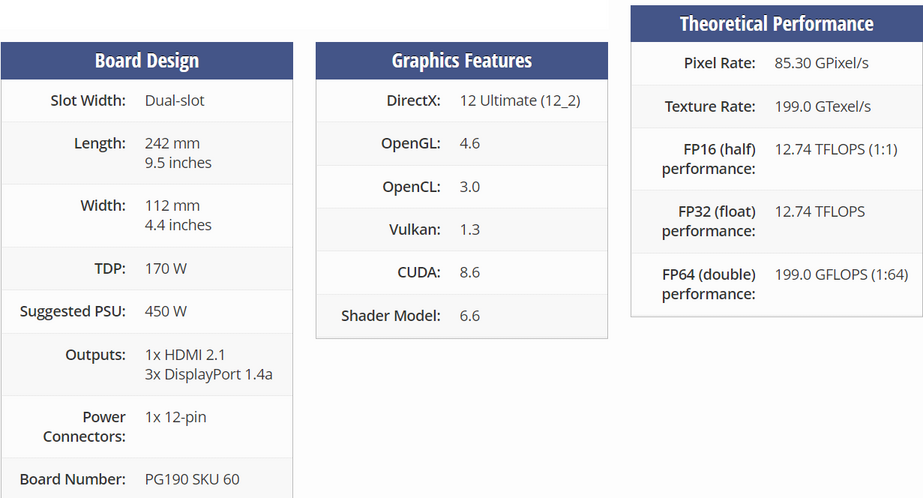 Board Design
Slot Width: Dual-slot
Length: 242 mm
9.5 inches
Width: 112 mm
4.4 inches
TDP: 170 W
Suggested PSU: 450 W
Outputs: 1x HDMI 2.1
3x DisplayPort 1.4a
Power 1x 12-pin
Connectors:
Board Number: PG190 SKU 60
Graphics Features
DirectX: 12 Ultimate (12_2)
OpenGL: 4.6
OpenCL: 3.0
Vulkan: 1.3
CUDA: 8.6
Shader Model: 6.6
Theoretical Performance
Pixel Rate: 85.30 GPixel/s
Texture Rate: 199.0 GTexel/s
FP16 (half) 12.74 TFLOPS (1:1)
performance:
FP32 (float) 12.74 TFLOPS
performance:
FP64 (double) 199.0 GFLOPS (1:64)
performance: